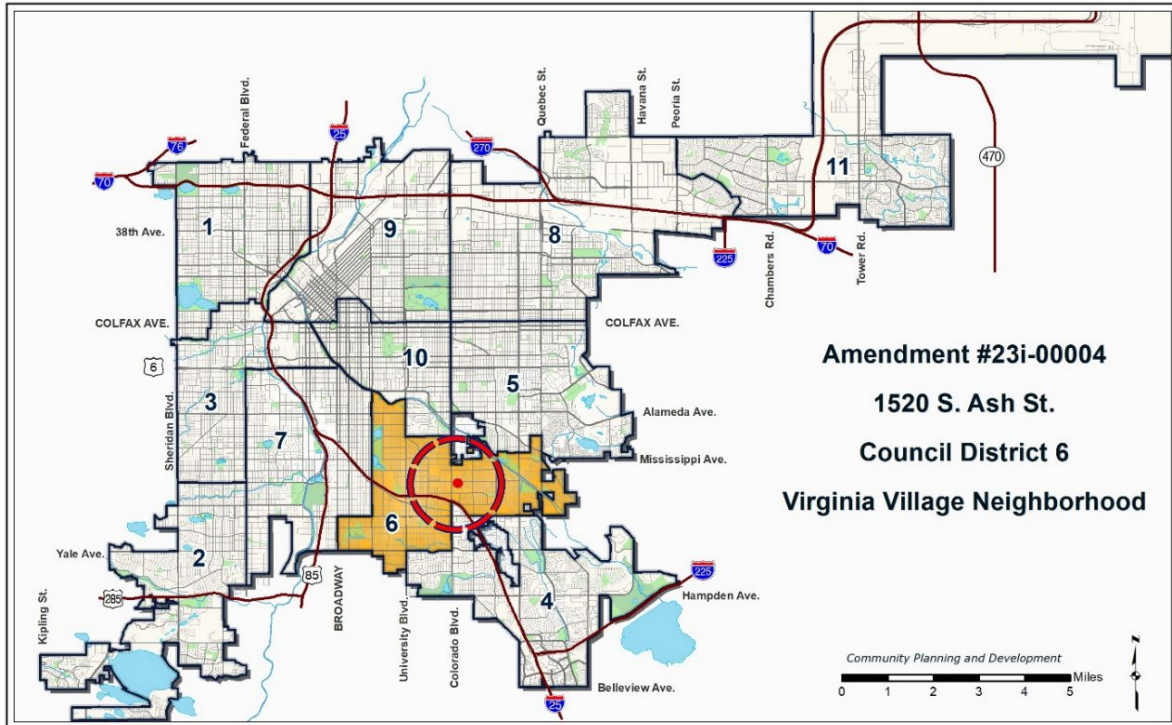 Federal Blvd.
Quebec St.
Havana St.
Peoria St.
76
25
270
70
470
11
1
9
8
38th Ave.
Chambers Rd.
Tower Rd.
225
70
COLFAX AVE.
COLFAX AVE.
10
6
5
3
Sheridan Blvd.
7
Alameda Ave.
Mississippi Ave.
6
Yale Ave.
2
85
BROADWAY
University Blvd.
Colorado Blvd.
4
225
Hampden Ave.
285
Kipling St.
Belleview Ave.
25
Amendment #23i-00004
1520 S. Ash St.
Council District 6
Virginia Village Neighborhood
Community Planning and Development
0 1 2 3 4 5 Miles
N